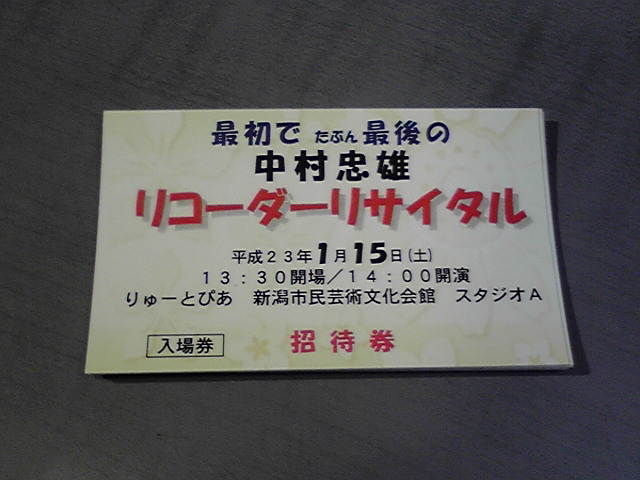 最初で たぶん 最後の
中村忠雄
リコーダーリサイタル
平成２３年1月15日(土)
１３：３０開場／１４：００開演
りゅーとぴあ　新潟市民芸術文化会館　スタジオＡ
入場券　招待券